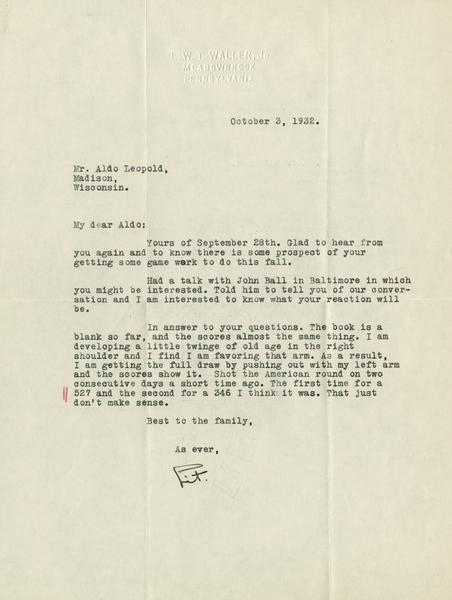 T. W. T. WALLER, Jr.
MEADOWBROOK
PENNSYLVANIA
October 3, 1932.
Mr. Aldo Leopold,
Madison,
Wisconsin.
My dear Aldo:
Yours of September 28th. Glad to hear from
you again and to know there is some prospect of your
getting some game work to do this fall.
Had a talk with John Ball in Baltimore in which
you might be interested. Told him to tell you of our conver-
sation and I am interested to know what your reaction will
be.
In answer to your questions. The book is a
blank so far, and the scores almost the same thing. I am
developing a little twinge of old age in the right
shoulder and I find I am favoring that arm. As a result,
I am getting the full draw by pushing out with my left arm
and the scores show it. Shot the American round on two
consecutive days a short time ago. The first time for a
527 and the second for a 346 I think it was. That just
don't make sense.
Best to the family,
As ever,